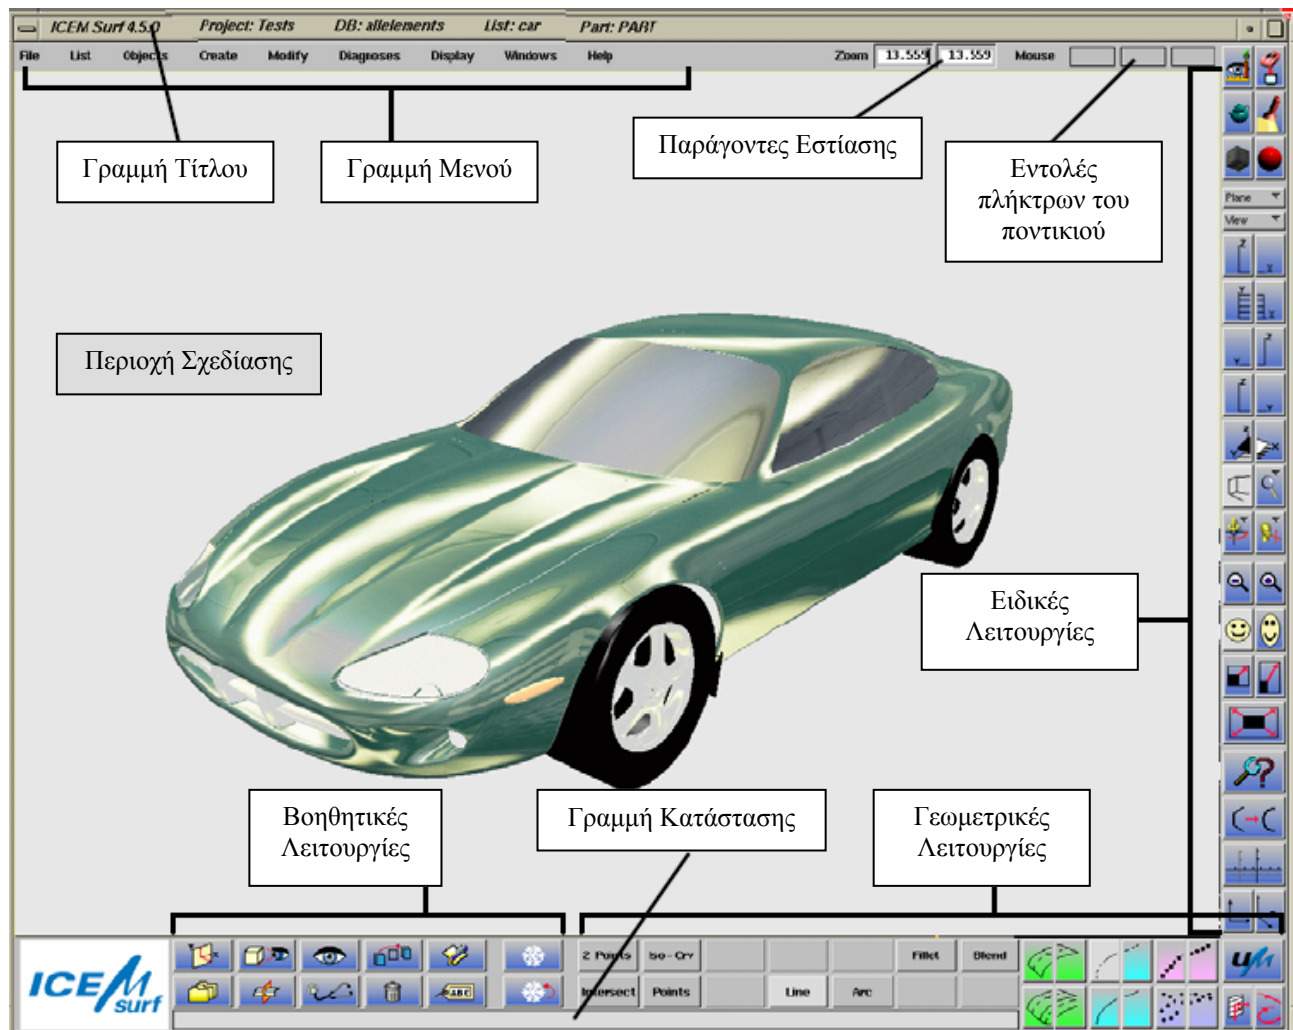 ICEM Surf 4.5.0 Project: Tests DB: allelements List: car Part: PART
File List Objects Create Modify Diagnoses Display Windows Help Zoom 13.559 13.559 Mouse
Γραμμή Τίτλου
Γραμμή Μενού
Παράγοντες Εστίασης
Εντολές
πλήκτρων του
ποντικιού
Plane
View
Περιοχή Σχεδίασης
Ειδικές
Λειτουργίες
Βοηθητικές
Λειτουργίες
Γραμμή Κατάστασης
Γεωμετρικές
Λειτουργίες
2 Points Iso-Crv Fillet Blend
Intersect Points Line Arc
ABC
ICEM
surf